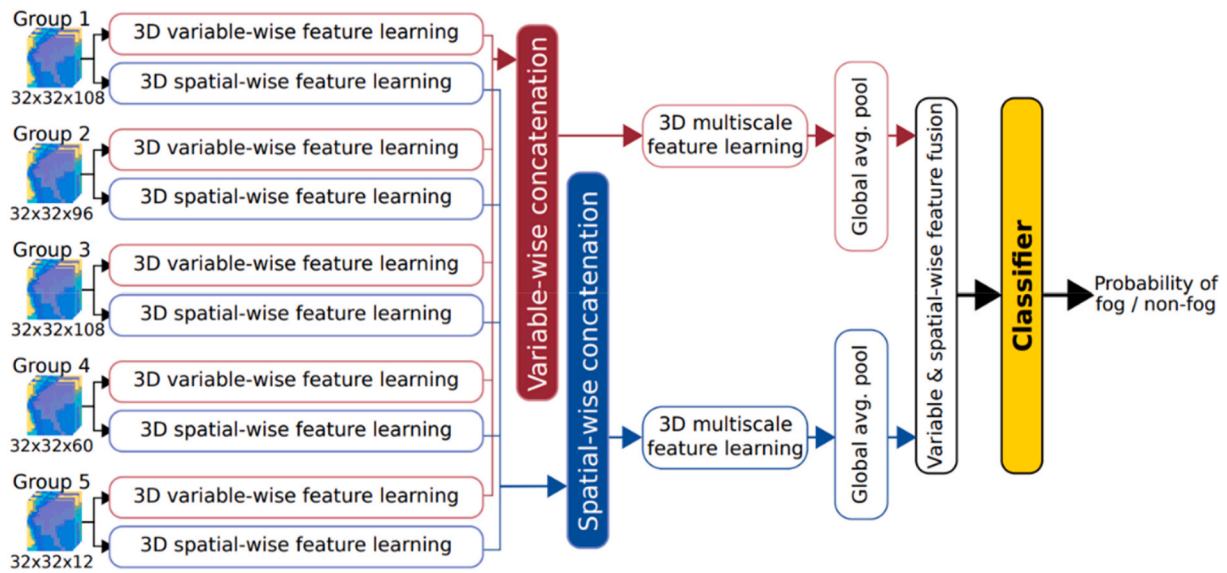 Group 1
32x32x108
3D variable-wise feature learning
3D spatial-wise feature learning
Group 2
32x32x96
3D variable-wise feature learning
3D spatial-wise feature learning
Group 3
32x32x108
3D variable-wise feature learning
3D spatial-wise feature learning
Group 4
32x32x60
3D variable-wise feature learning
3D spatial-wise feature learning
Group 5
32x32x12
3D variable-wise feature learning
3D spatial-wise feature learning
Variable-wise concatenation
Spatial-wise concatenation
3D multiscale
feature learning
Global avg. pool
3D multiscale
feature learning
Global avg. pool
Variable & spatial-wise feature fusion
Classifier
Probability of
fog / non-fog